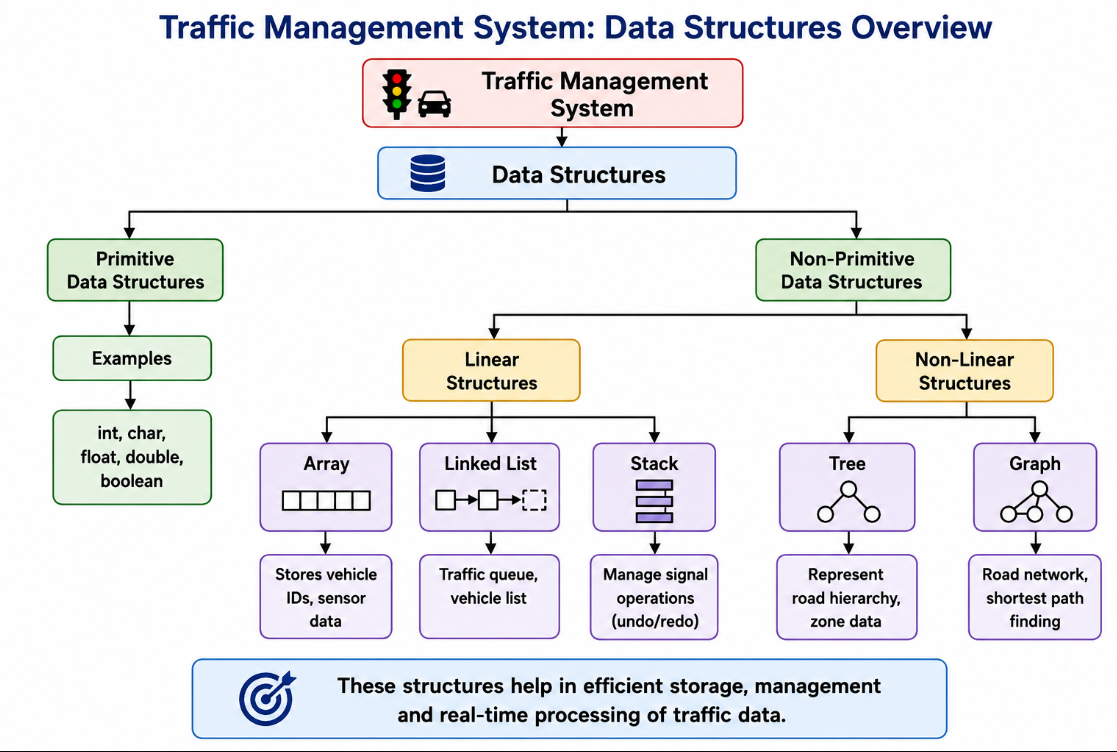 Traffic Management System: Data Structures Overview
Traffic Management
System
Data Structures
Primitive
Data Structures
Non-Primitive
Data Structures
Examples
int, char,
float, double,
boolean
Linear
Structures
Non-Linear
Structures
Array
Linked List
Stack
Tree
Graph
Stores vehicle
IDs, sensor
data
Traffic queue,
vehicle list
Manage signal
operations
(undo/redo)
Represent
road hierarchy,
zone data
Road network,
shortest path
finding
These structures help in efficient storage, management
and real-time processing of traffic data.